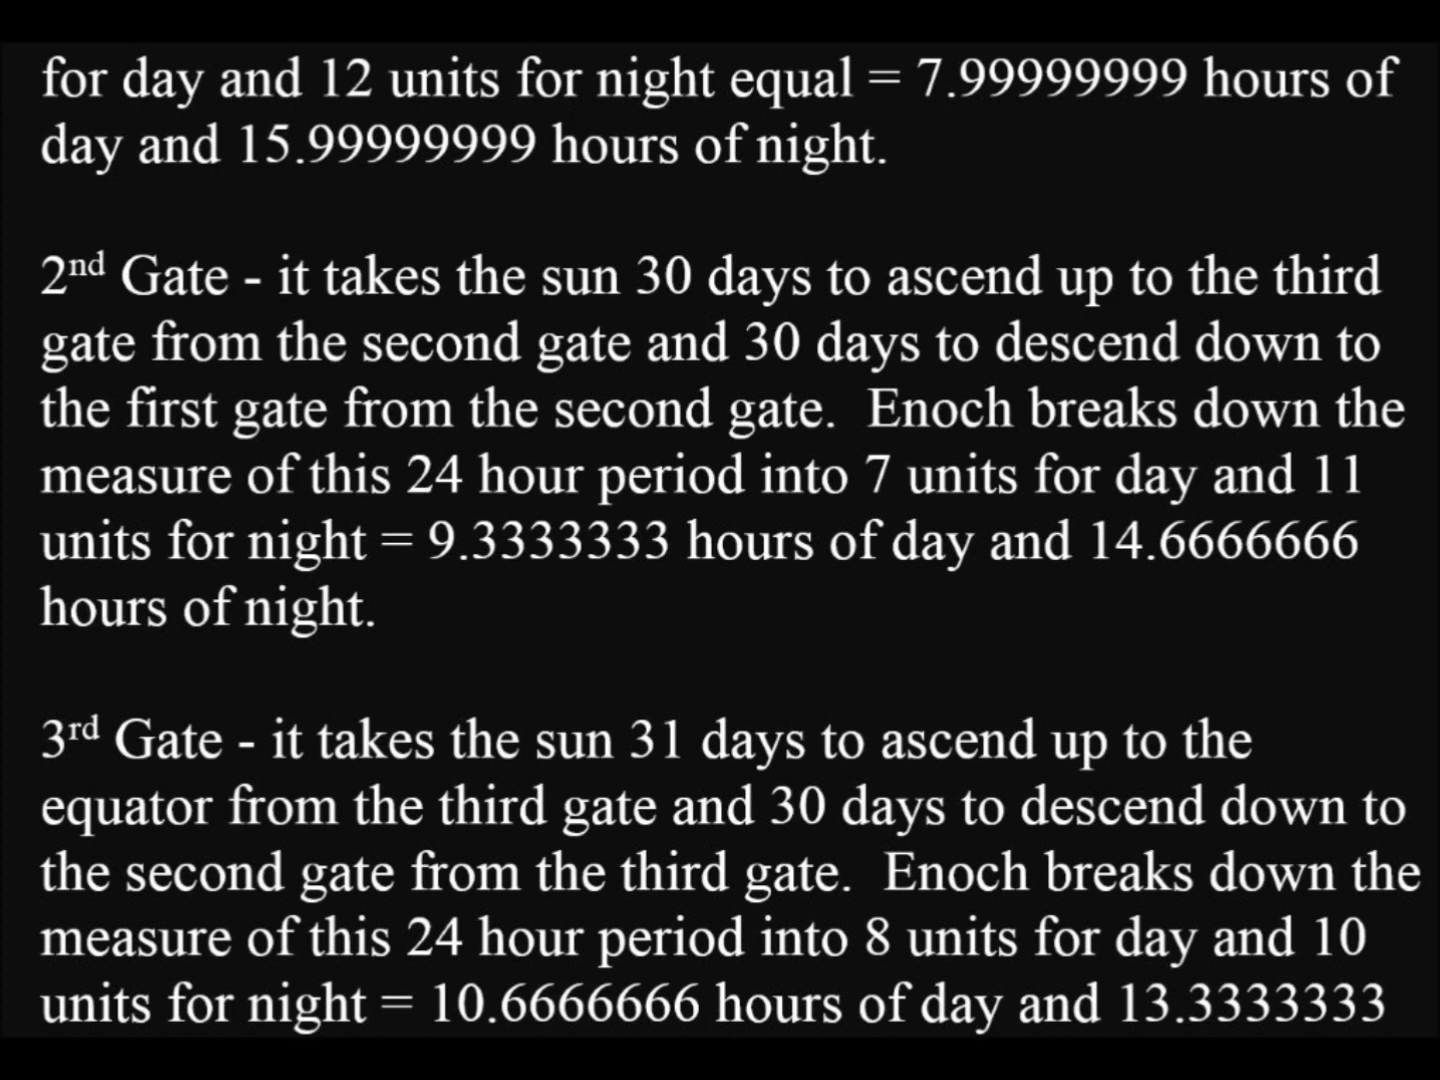 for day and 12 units for night equal = 7.99999999 hours of
day and 15.99999999 hours of night.
2nd Gate - it takes the sun 30 days to ascend up to the third
gate from the second gate and 30 days to descend down to
the first gate from the second gate.  Enoch breaks down the
measure of this 24 hour period into 7 units for day and 11
units for night = 9.3333333 hours of day and 14.6666666
hours of night.
3rd Gate - it takes the sun 31 days to ascend up to the
equator from the third gate and 30 days to descend down to
the second gate from the third gate.  Enoch breaks down the
measure of this 24 hour period into 8 units for day and 10
units for night = 10.6666666 hours of day and 13.3333333